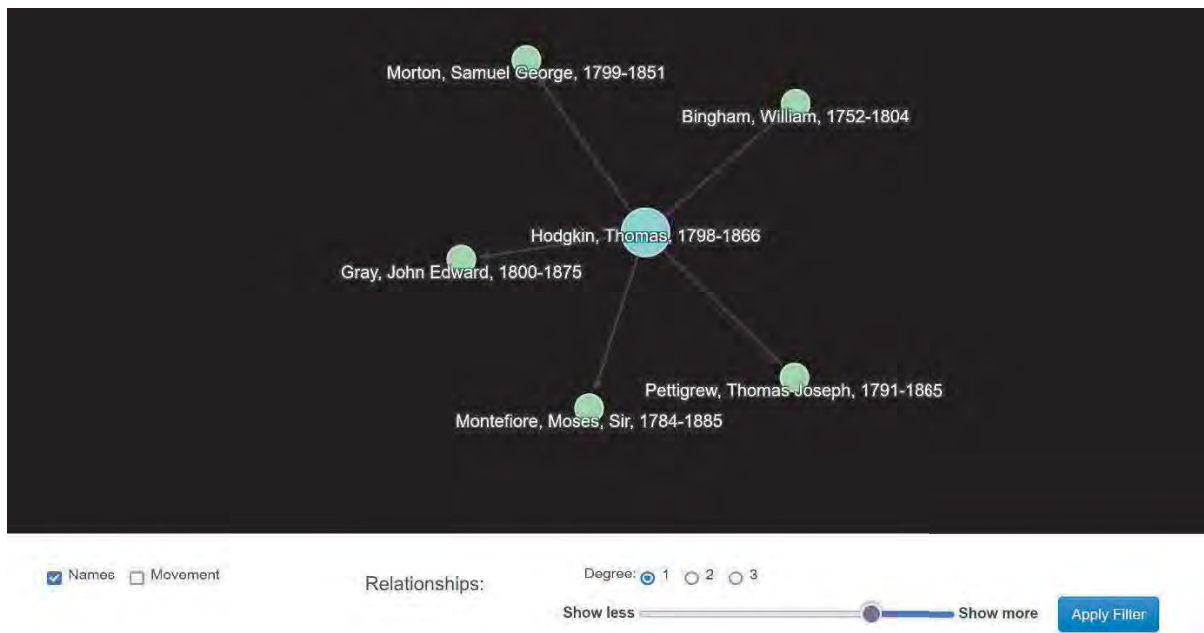 Morton, Samuel George, 1799-1851
Bingham, William, 1752-1804
Hodgkin, Thomas, 1798-1866
Gray, John Edward, 1800-1875
Pettigrew, Thomas Joseph, 1791-1865
Montefiore, Moses, Sir, 1784-1885
Names Movement
Relationships:
Degree: 1 2 3
Show less Show more
Apply Filter